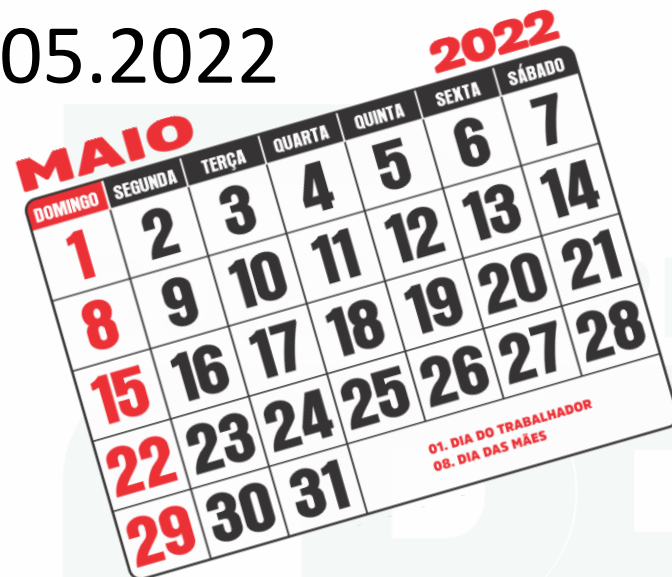 05.2022
MAIO 2022
DOMINGO SEGUNDA TERÇA QUARTA QUINTA SEXTA SÁBADO
1 2 3 4 5 6 7
8 9 10 11 12 13 14
15 16 17 18 19 20 21
22 23 24 25 26 27 28
29 30 31
01. DIA DO TRABALHADOR
08. DIA DAS MÃES